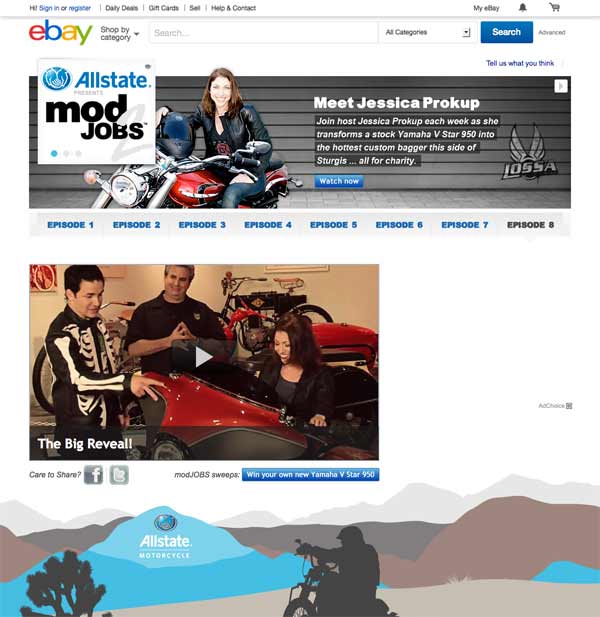 Hi! Sign in or register
Daily Deals
Gift Cards
Sell
Help & Contact
My eBay
ebay
Shop by
category
Search...
All Categories
Search
Advanced
Tell us what you think
Allstate.
PRESENTS
mod
JOBS™
2
Meet Jessica Prokup
Join host Jessica Prokup each week as she
transforms a stock Yamaha V Star 950 into
the hottest custom bagger this side of
Sturgis ... all for charity.
Watch now
LOSSA
EPISODE 1
EPISODE 2
EPISODE 3
EPISODE 4
EPISODE 5
EPISODE 6
EPISODE 7
EPISODE 8
The Big Reveal!
AdChoice
Care to Share?
modJOBS sweeps:
Win your own new Yamaha V Star 950
Allstate.
MOTORCYCLE